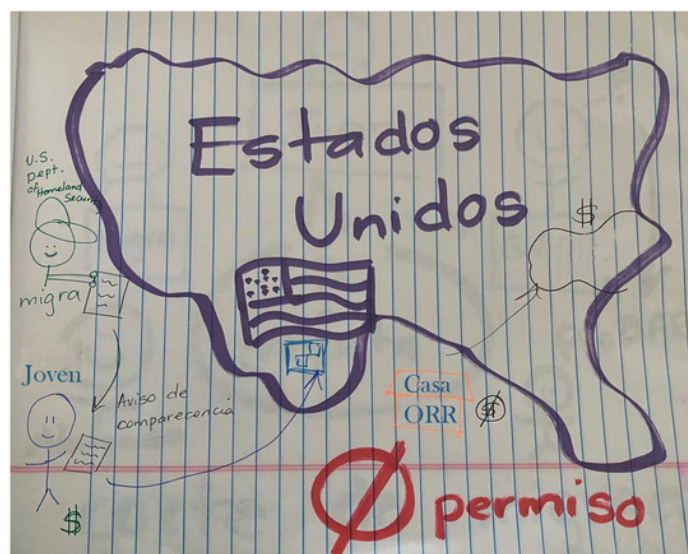 Estados
Unidos
U.S.
Dept.
of Homeland
Security
migra
$
Joven
Aviso de
comparecencia
Casa
ORR
$
$
Ø permiso